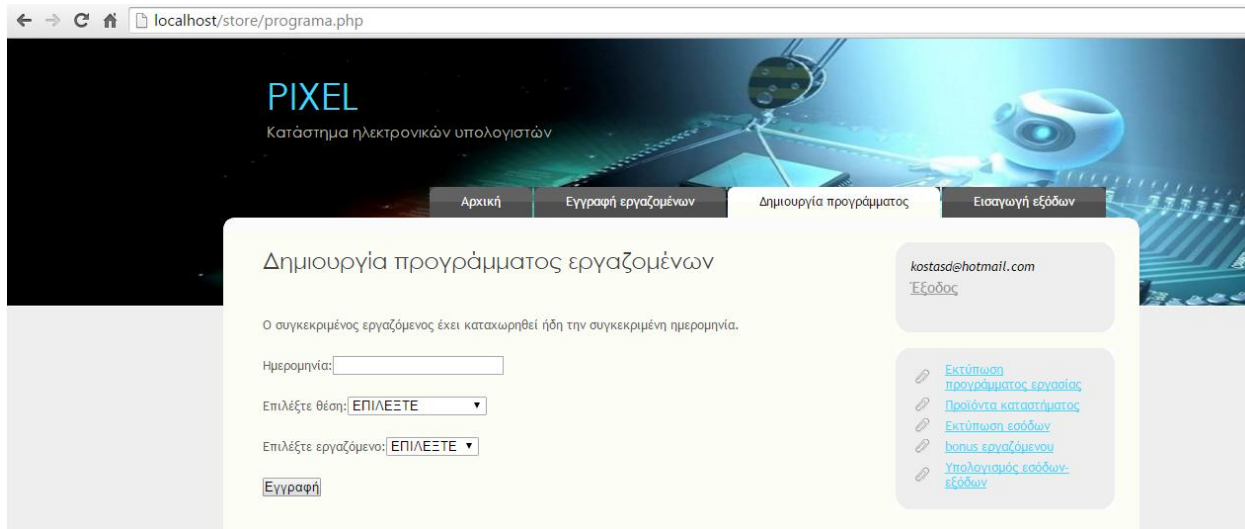 localhost/store/programa.php
PIXEL
Κατάστημα ηλεκτρονικών υπολογιστών
Αρχική
Εγγραφή εργαζομένων
Δημιουργία προγράμματος
Εισαγωγή εξόδων
Δημιουργία προγράμματος εργαζομένων
Ο συγκεκριμένος εργαζόμενος έχει καταχωρηθεί ήδη την συγκεκριμένη ημερομηνία.
Ημερομηνία:
Επιλέξτε θέση: ΕΠΙΛΕΞΤΕ
Επιλέξτε εργαζόμενο: ΕΠΙΛΕΞΤΕ
Εγγραφή
kostasd@hotmail.com
Έξοδος
Εκτύπωση
προγράμματος εργασίας
Προϊόντα καταστήματος
Εκτύπωση εσόδων
bonus εργαζόμενου
Υπολογισμός εσόδων-
εξόδων